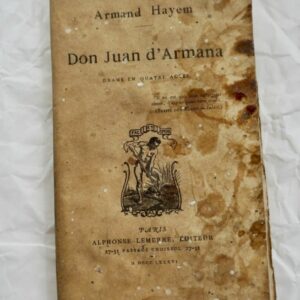 Armand Hayem
Don Juan d'Armana
DRAME EN QUATRE ACTES
PARIS
ALPHONSE LEMERRE, ÉDITEUR
27-31 PASSAGE CHOISEUL 27-31
M DCCC LXXXVI